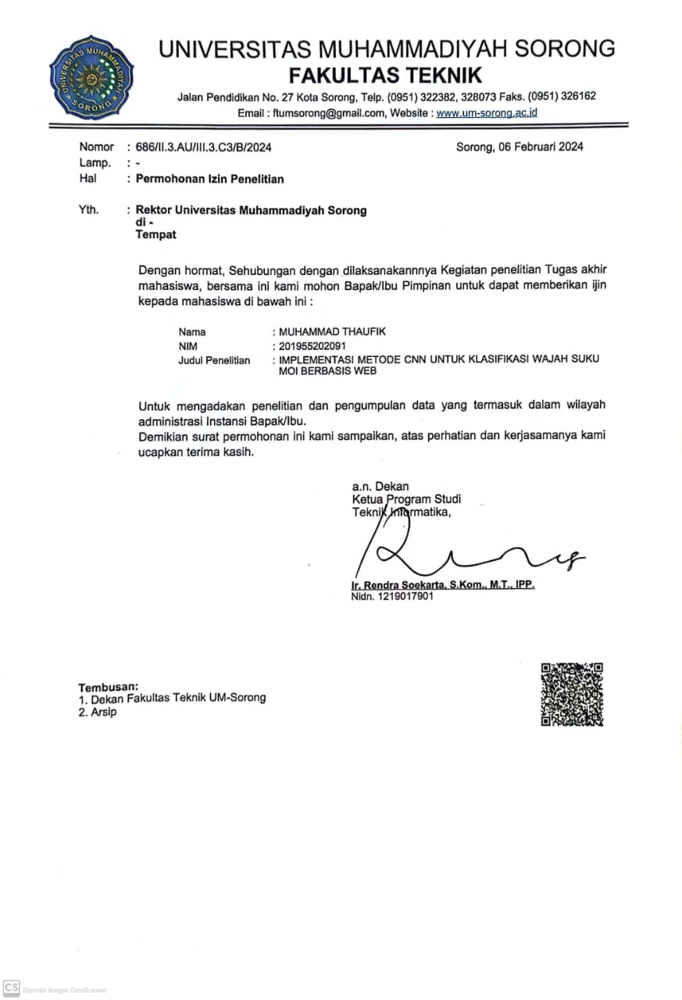 UNIVERSITAS MUHAMMADIYAH SORONG
FAKULTAS TEKNIK
Jalan Pendidikan No. 27 Kota Sorong, Telp. (0951) 322382, 328073 Faks. (0951) 326162
Email : ftumsorong@gmail.com, Website : www.um-sorong.ac.id
UNIVERSITAS MUHAMMADIYAH
SORONG
Nomor : 686/II.3.AU/III.3.C3/B/2024 Sorong, 06 Februari 2024
Lamp. : -
Hal : Permohonan Izin Penelitian
Yth. : Rektor Universitas Muhammadiyah Sorong
di -
Tempat
Dengan hormat, Sehubungan dengan dilaksanakannnya Kegiatan penelitian Tugas akhir
mahasiswa, bersama ini kami mohon Bapak/Ibu Pimpinan untuk dapat memberikan ijin
kepada mahasiswa di bawah ini :
Nama : MUHAMMAD THAUFIK
NIM : 201955202091
Judul Penelitian : IMPLEMENTASI METODE CNN UNTUK KLASIFIKASI WAJAH SUKU
MOI BERBASIS WEB
Untuk mengadakan penelitian dan pengumpulan data yang termasuk dalam wilayah
administrasi Instansi Bapak/Ibu.
Demikian surat permohonan ini kami sampaikan, atas perhatian dan kerjasamanya kami
ucapkan terima kasih.
a.n. Dekan
Ketua Program Studi
Teknik Informatika,
Ir. Rendra Soekarta, S.Kom., M.T., IPP.
Nidn. 1219017901
Tembusan:
1. Dekan Fakultas Teknik UM-Sorong
2. Arsip
CS Dipindai dengan CamScanner